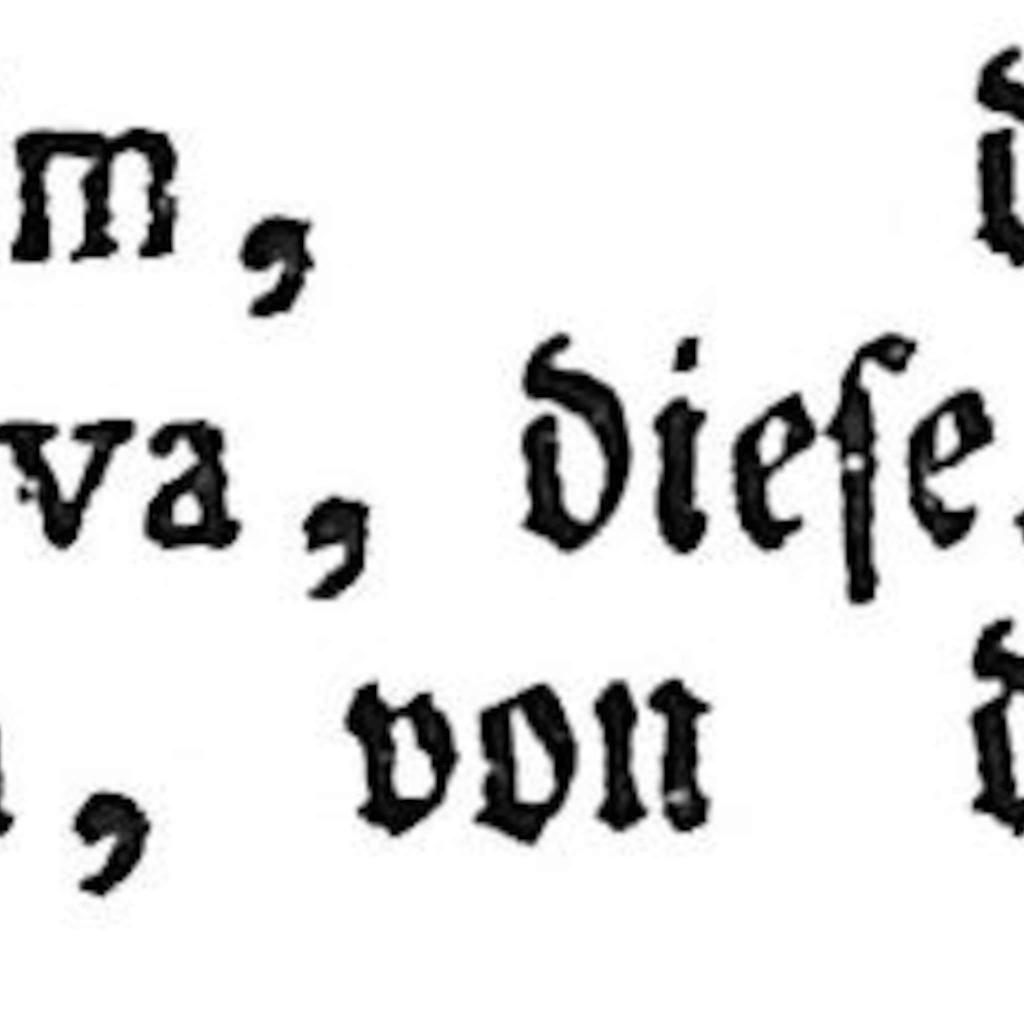 m,
va, dieſe
, von